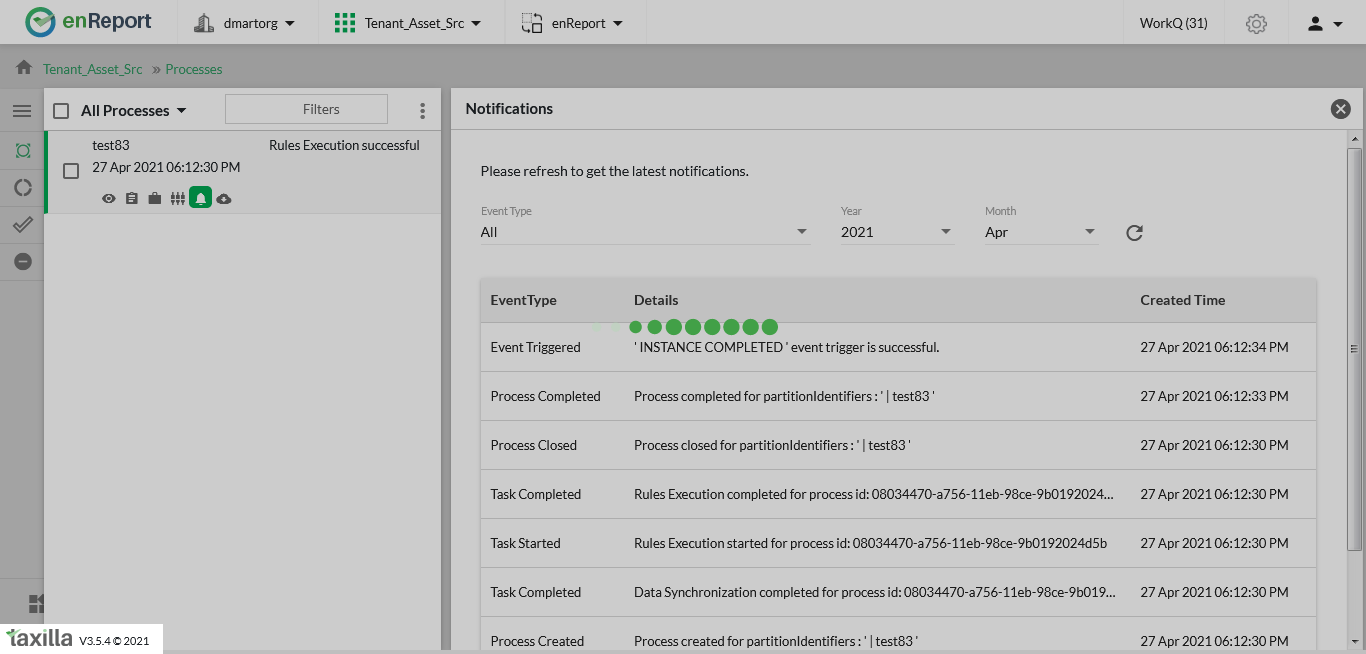 enReport dmartorg Tenant_Asset_Src enReport WorkQ (31)
Tenant_Asset_Src » Processes
All Processes Filters
Notifications
test83 Rules Execution successful
27 Apr 2021 06:12:30 PM
Please refresh to get the latest notifications.
Event Type Year Month
All 2021 Apr
EventType Details Created Time
Event Triggered ' INSTANCE COMPLETED ' event trigger is successful. 27 Apr 2021 06:12:34 PM
Process Completed Process completed for partitionIdentifiers : ' | test83 ' 27 Apr 2021 06:12:33 PM
Process Closed Process closed for partitionIdentifiers : ' | test83 ' 27 Apr 2021 06:12:30 PM
Task Completed Rules Execution completed for process id: 08034470-a756-11eb-98ce-9b0192024... 27 Apr 2021 06:12:30 PM
Task Started Rules Execution started for process id: 08034470-a756-11eb-98ce-9b0192024d5b 27 Apr 2021 06:12:30 PM
Task Completed Data Synchronization completed for process id: 08034470-a756-11eb-98ce-9b019... 27 Apr 2021 06:12:30 PM
Process Created Process created for partitionIdentifiers : ' | test83 ' 27 Apr 2021 06:12:30 PM
taxilla V3.5.4 © 2021